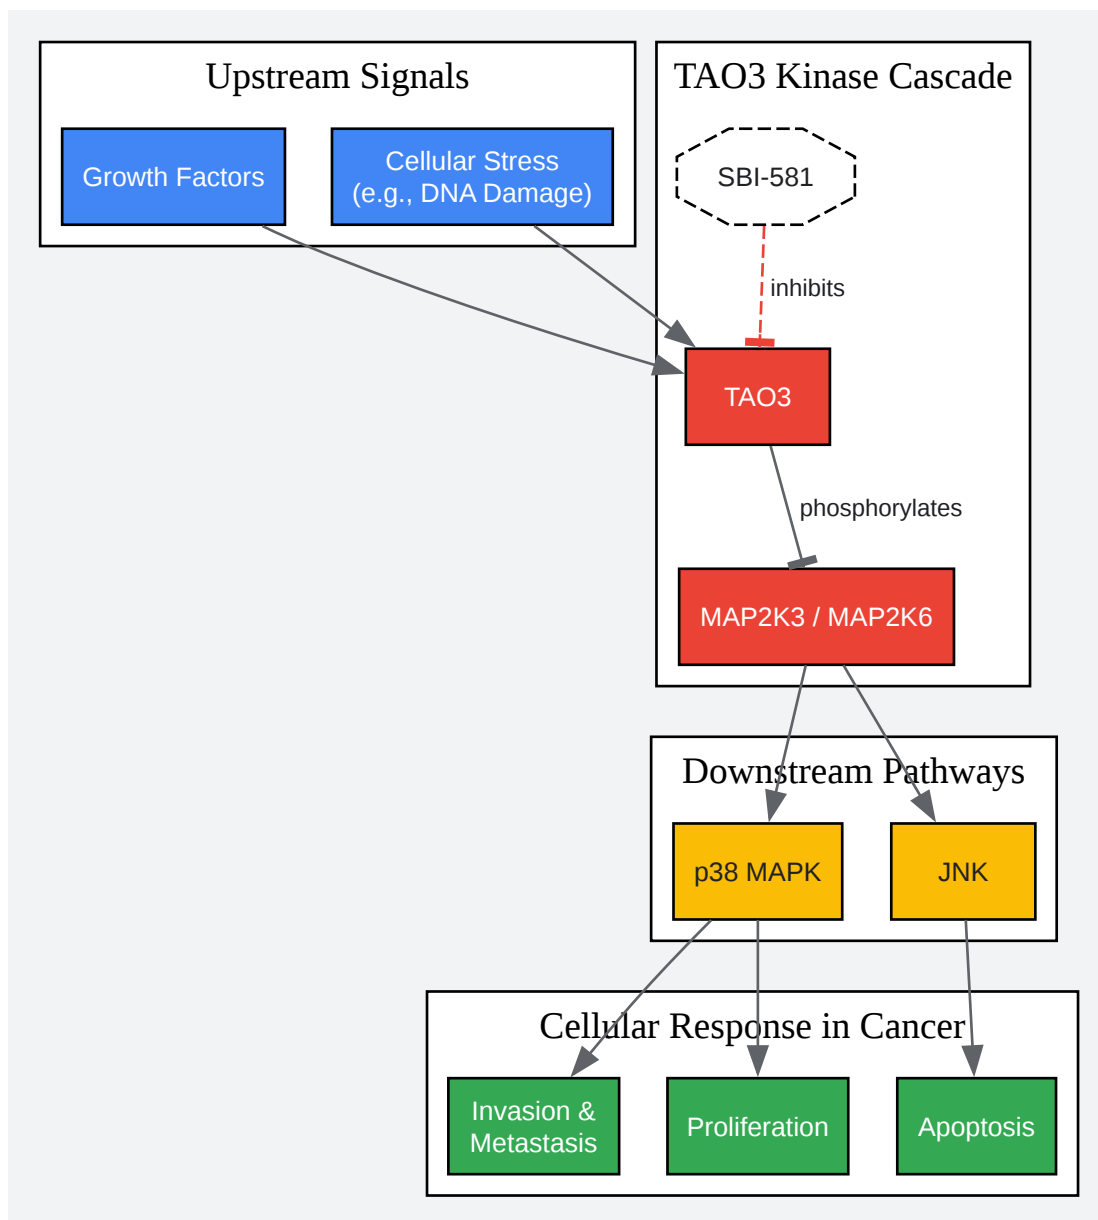 Upstream Signals
Growth Factors
Cellular Stress
(e.g., DNA Damage)
TAO3 Kinase Cascade
SBI-581
inhibits
TAO3
phosphorylates
MAP2K3 / MAP2K6
Downstream Pathways
p38 MAPK
JNK
Cellular Response in Cancer
Invasion &
Metastasis
Proliferation
Apoptosis